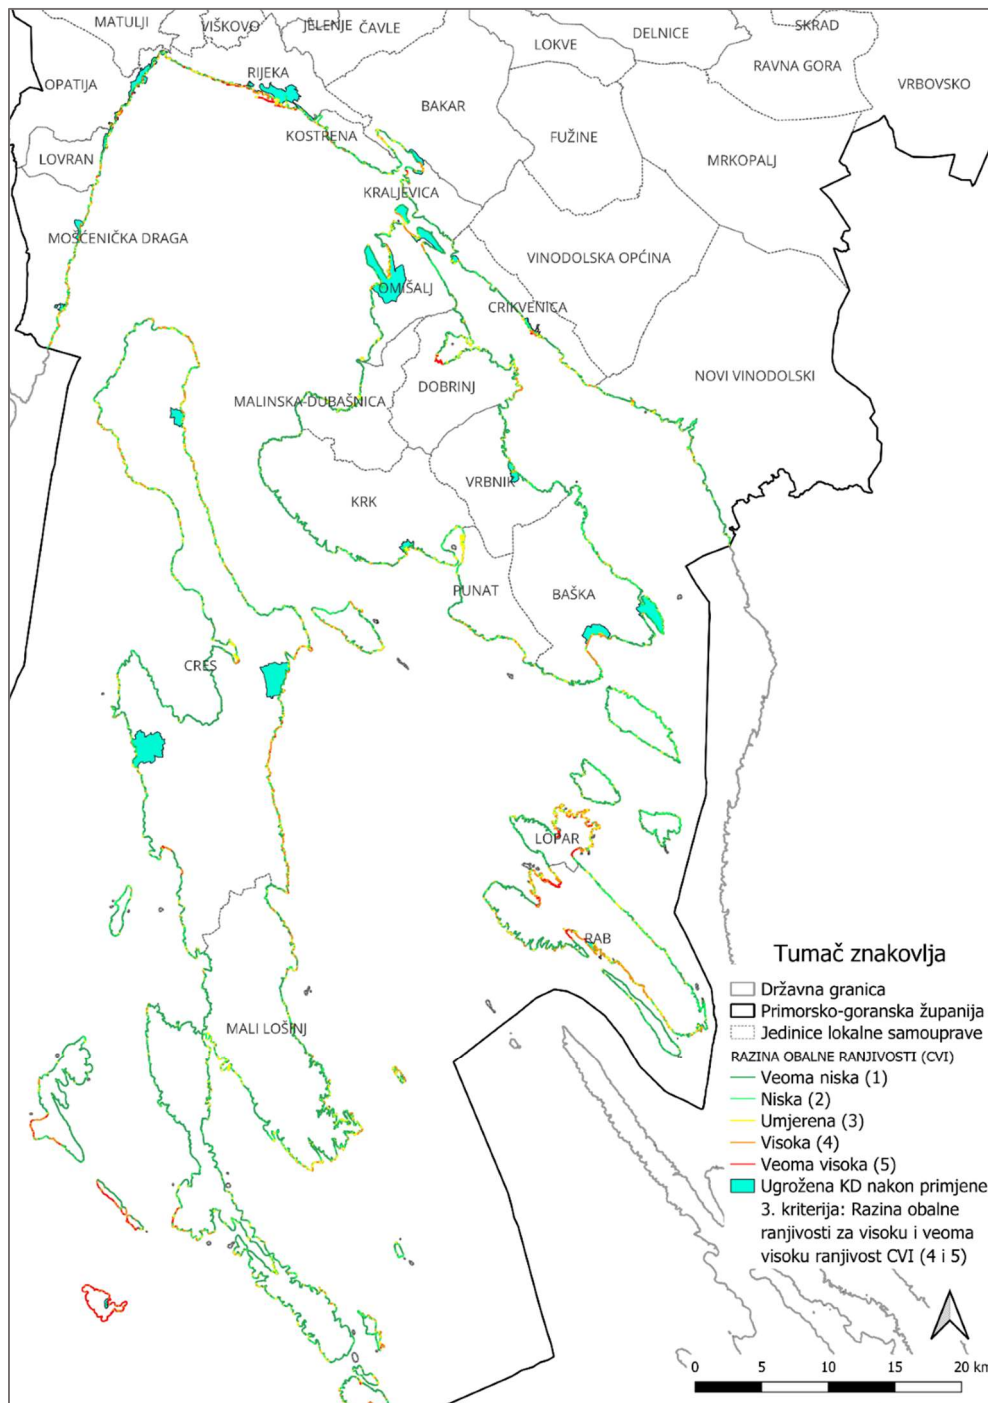 MATULJI
VIŠKOVO
JELENJE
ČAVLE
SKRAD
DELNICE
LOKVE
RAVNA GORA
RIJEKA
OPATIJA
VRBOVSKO
BAKAR
KOSTRENA
FUŽINE
LOVRAN
MRKOPALJ
KRALJEVICA
MOŠĆENIČKA DRAGA
VINODOLSKA OPĆINA
OMIŠALJ
CRIKVENICA
NOVI VINODOLSKI
DOBRINJ
MALINSKA-DUBAŠNICA
VRBNIK
KRK
PUNAT
BAŠKA
CRES
LOPAR
RAB
MALI LOŠINJ
Tumač znakovlja
Državna granica
Primorsko-goranska županija
Jedinice lokalne samouprave
RAZINA OBALNE RANJIVOSTI (CVI)
Veoma niska (1)
Niska (2)
Umjerena (3)
Visoka (4)
Veoma visoka (5)
Ugrožena KD nakon primjene
3. kriterija: Razina obalne
ranjivosti za visoku i veoma
visoku ranjivost CVI (4 i 5)
0 5 10 15 20 km